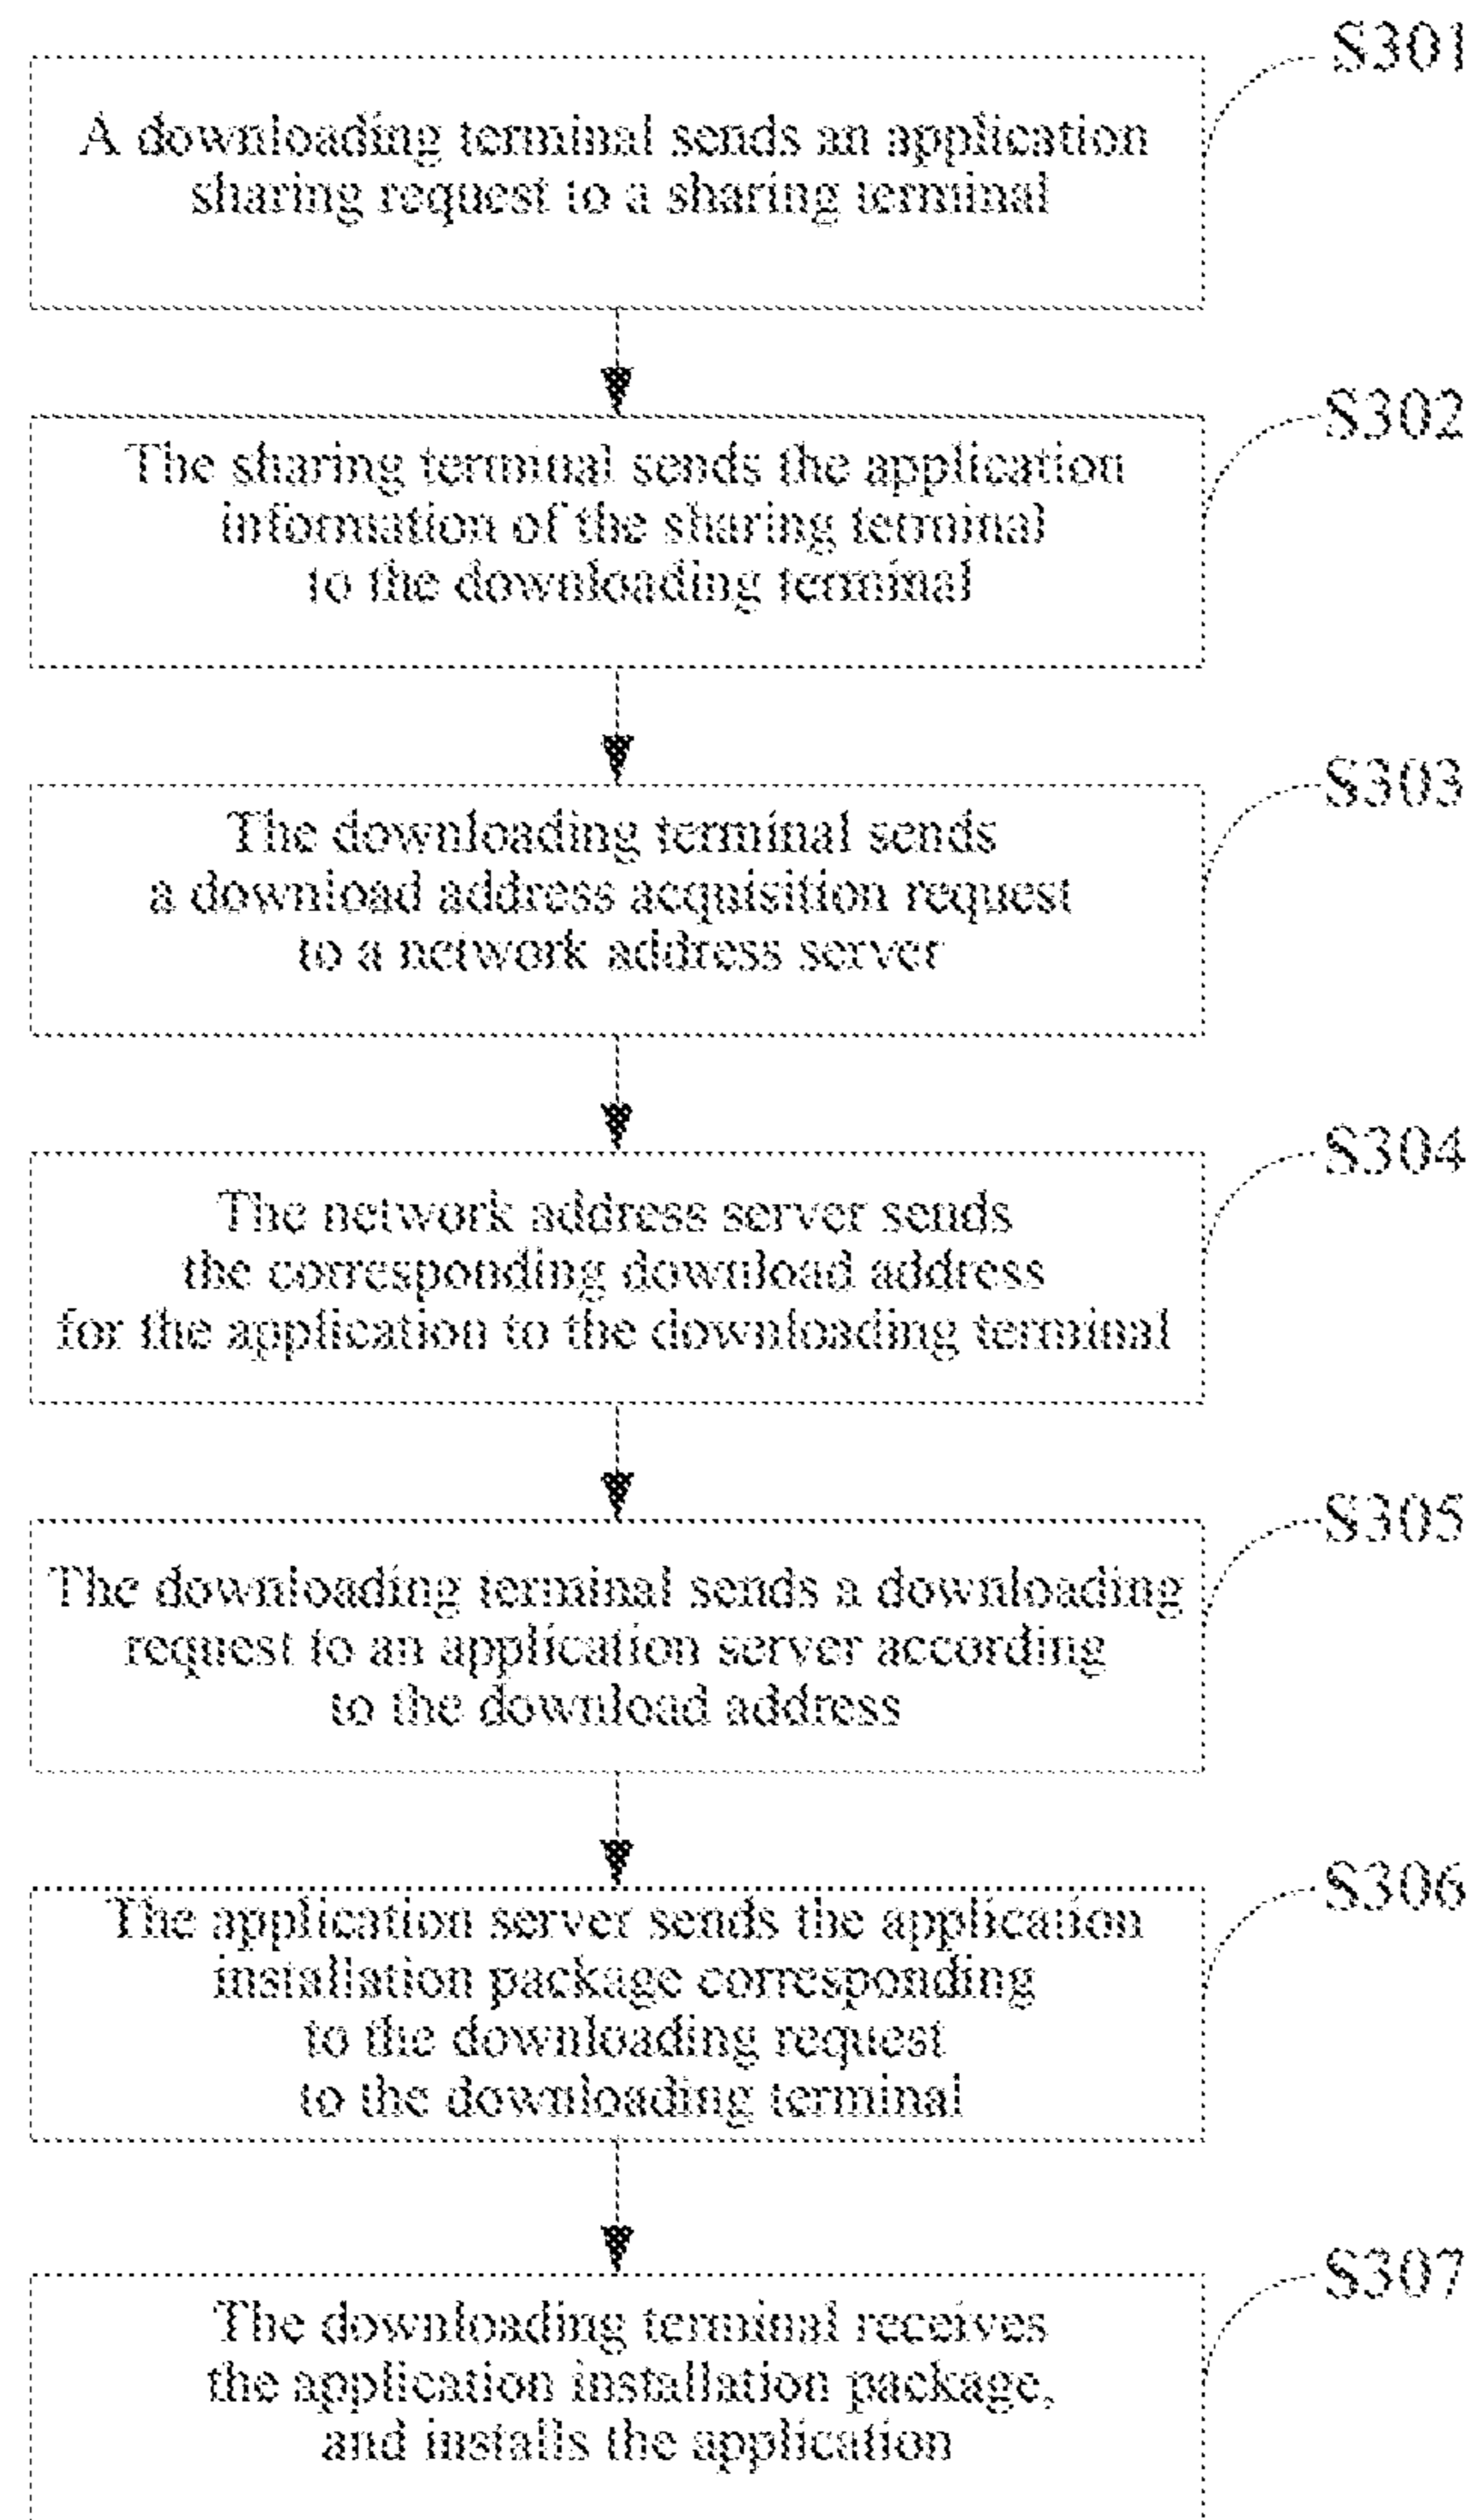 S301
A downloading terminal sends an application
sharing request to a sharing terminal
S302
The sharing terminal sends the application
information of the sharing terminal
to the downloading terminal
S303
The downloading terminal sends
a download address acquisition request
to a network address server
S304
The network address server sends
the corresponding download address
for the application to the downloading terminal
S305
The downloading terminal sends a downloading
request to an application server according
to the download address
S306
The application server sends the application
installation package corresponding
to the downloading request
to the downloading terminal
S307
The downloading terminal receives
the application installation package,
and installs the application